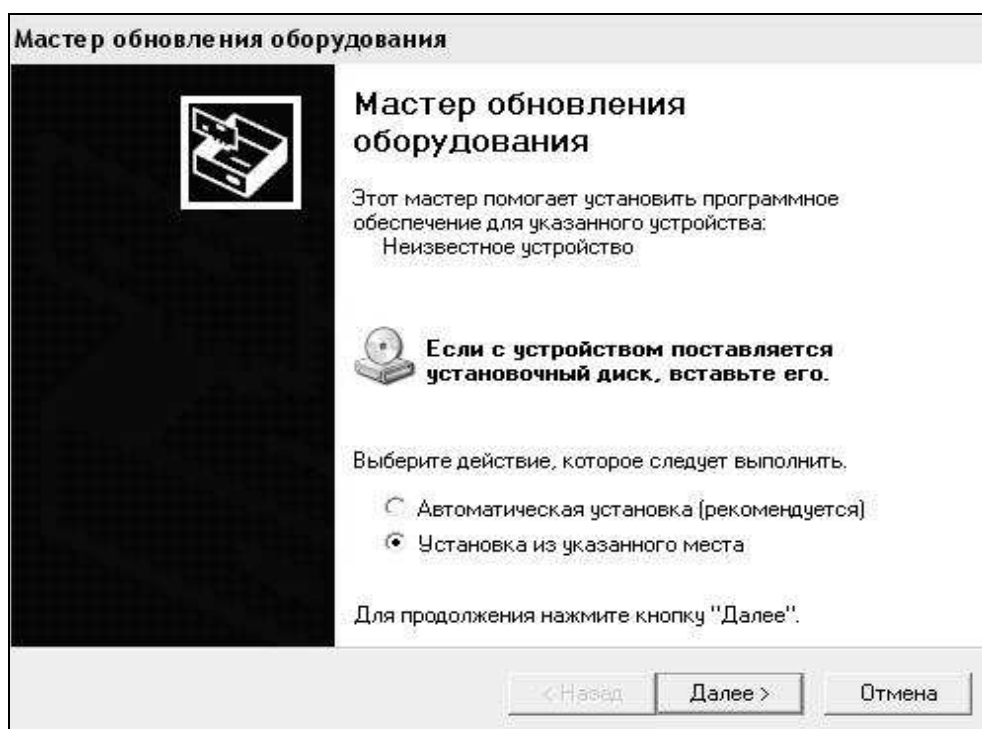 Мастер обновления оборудования
Мастер обновления
оборудования
Этот мастер помогает установить программное
обеспечение для указанного устройства:
Неизвестное устройство
Если с устройством поставляется
установочный диск, вставьте его.
Выберите действие, которое следует выполнить.
Автоматическая установка (рекомендуется)
Установка из указанного места
Для продолжения нажмите кнопку "Далее".
< Назад
Далее >
Отмена